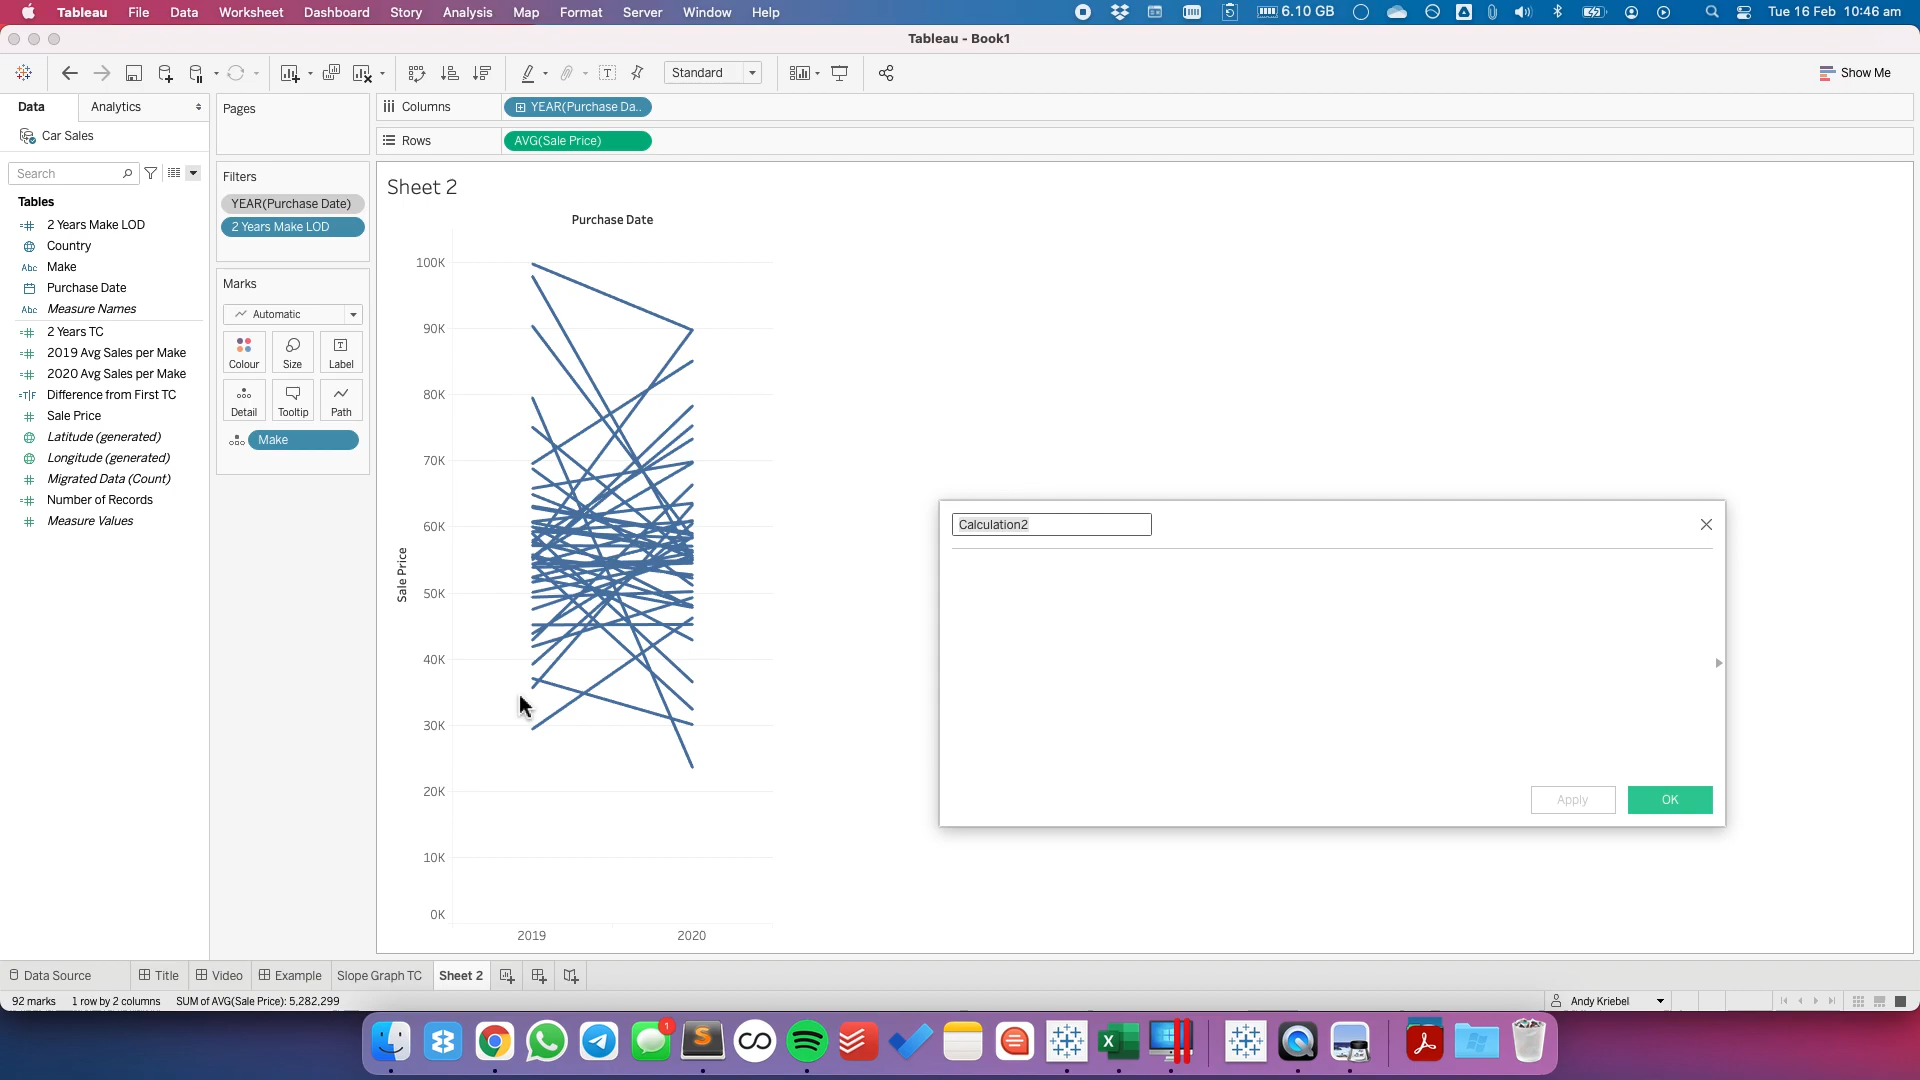 Tableau File Data Worksheet Dashboard Story Analysis Map Format Server Window Help 6.10 GB Tue 16 Feb 10:46 am
Tableau - Book1
Standard Show Me
Data Analytics
Car Sales
Search
Tables
2 Years Make LOD
Country
Abc Make
Purchase Date
Abc Measure Names
2 Years TC
2019 Avg Sales per Make
2020 Avg Sales per Make
=T|F Difference from First TC
Sale Price
Latitude (generated)
Longitude (generated)
Migrated Data (Count)
Number of Records
Measure Values
Pages
Filters
YEAR(Purchase Date)
2 Years Make LOD
Marks
Automatic
Colour Size Label
Detail Tooltip Path
Make
Columns YEAR(Purchase Da..
Rows AVG(Sale Price)
Sheet 2
Purchase Date
100K
90K
80K
70K
60K
50K
40K
30K
20K
10K
0K
Sale Price
2019 2020
Calculation2
Apply OK
Data Source Title Video Example Slope Graph TC Sheet 2
92 marks 1 row by 2 columns SUM of AVG(Sale Price): 5,282,299 Andy Kriebel
1
S
X